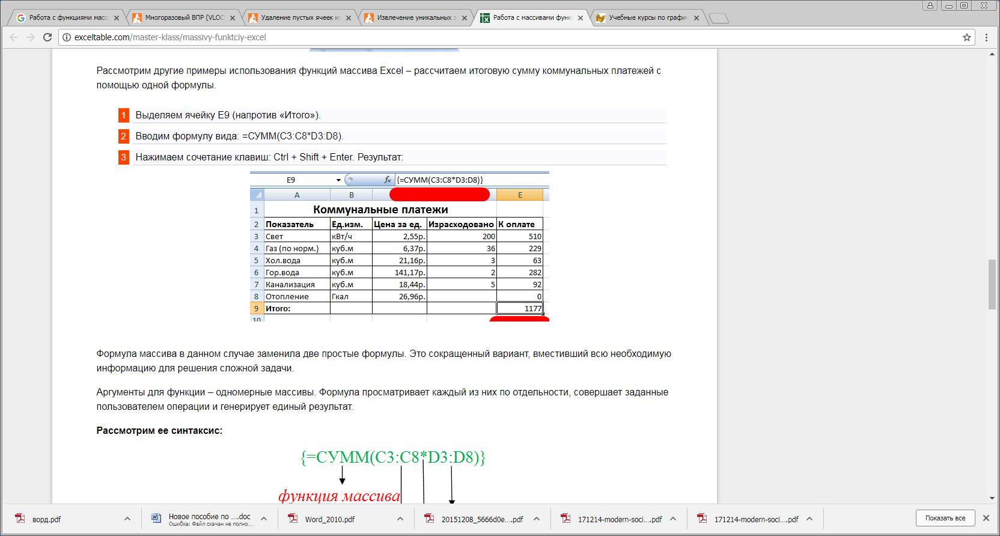 Работа с функциями масс
Многоразовый ВПР (VLOO
Удаление пустых ячеек из
Извлечение уникальных э
Работа с массивами функ
Учебные курсы по графич
exceltable.com/master-klass/massivy-funktciy-excel
Рассмотрим другие примеры использования функций массива Excel – рассчитаем итоговую сумму коммунальных платежей с
помощью одной формулы.
1 Выделяем ячейку E9 (напротив «Итого»).
2 Вводим формулу вида: =СУММ(C3:C8*D3:D8).
3 Нажимаем сочетание клавиш: Ctrl + Shift + Enter. Результат:
E9 fx {=СУММ(C3:C8*D3:D8)}
A B E
1 Коммунальные платежи
2 Показатель Ед.изм. Цена за ед. Израсходовано К оплате
3 Свет кВт/ч 2,55р. 200 510
4 Газ (по норм.) куб.м 6,37р. 36 229
5 Хол.вода куб.м 21,16р. 3 63
6 Гор.вода куб.м 141,17р. 2 282
7 Канализация куб.м 18,44р. 5 92
8 Отопление Гкал 26,96р. 0
9 Итого: 1177
10
Формула массива в данном случае заменила две простые формулы. Это сокращенный вариант, вместивший всю необходимую
информацию для решения сложной задачи.
Аргументы для функции – одномерные массивы. Формула просматривает каждый из них по отдельности, совершает заданные
пользователем операции и генерирует единый результат.
Рассмотрим ее синтаксис:
{=СУММ(C3:C8*D3:D8)}
функция массива
ворд.pdf
Новое пособие по ....doc
Ошибка: Файл скачан не полно...
Word_2010.pdf
20151208_5666d0e....pdf
171214-modern-soci....pdf
171214-modern-soci....pdf
Показать все